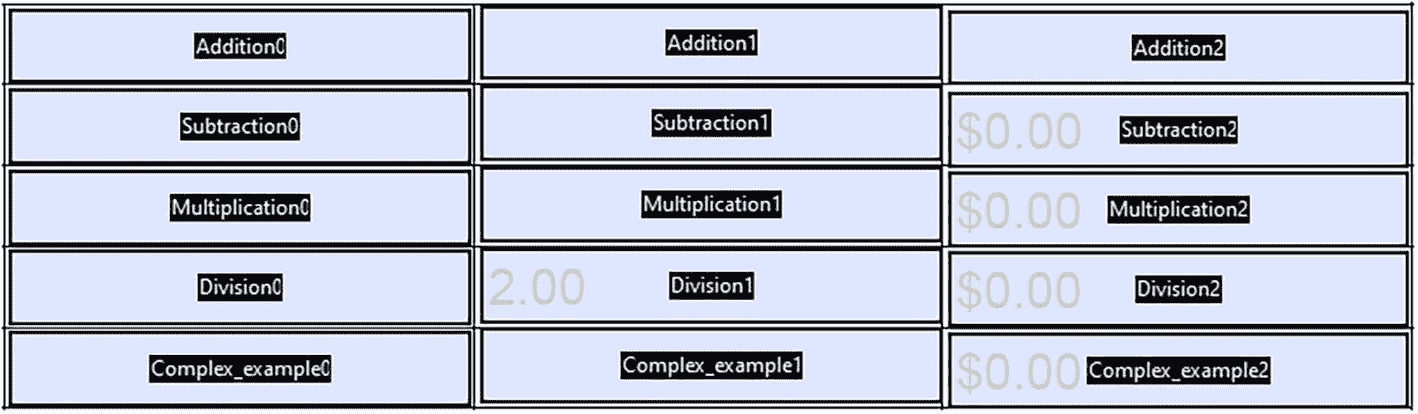 Addition0 Addition1 Addition2
Subtraction0 Subtraction1 $0.00 Subtraction2
Multiplication0 Multiplication1 $0.00 Multiplication2
Division0 2.00 Division1 $0.00 Division2
Complex_example0 Complex_example1 $0.00 Complex_example2